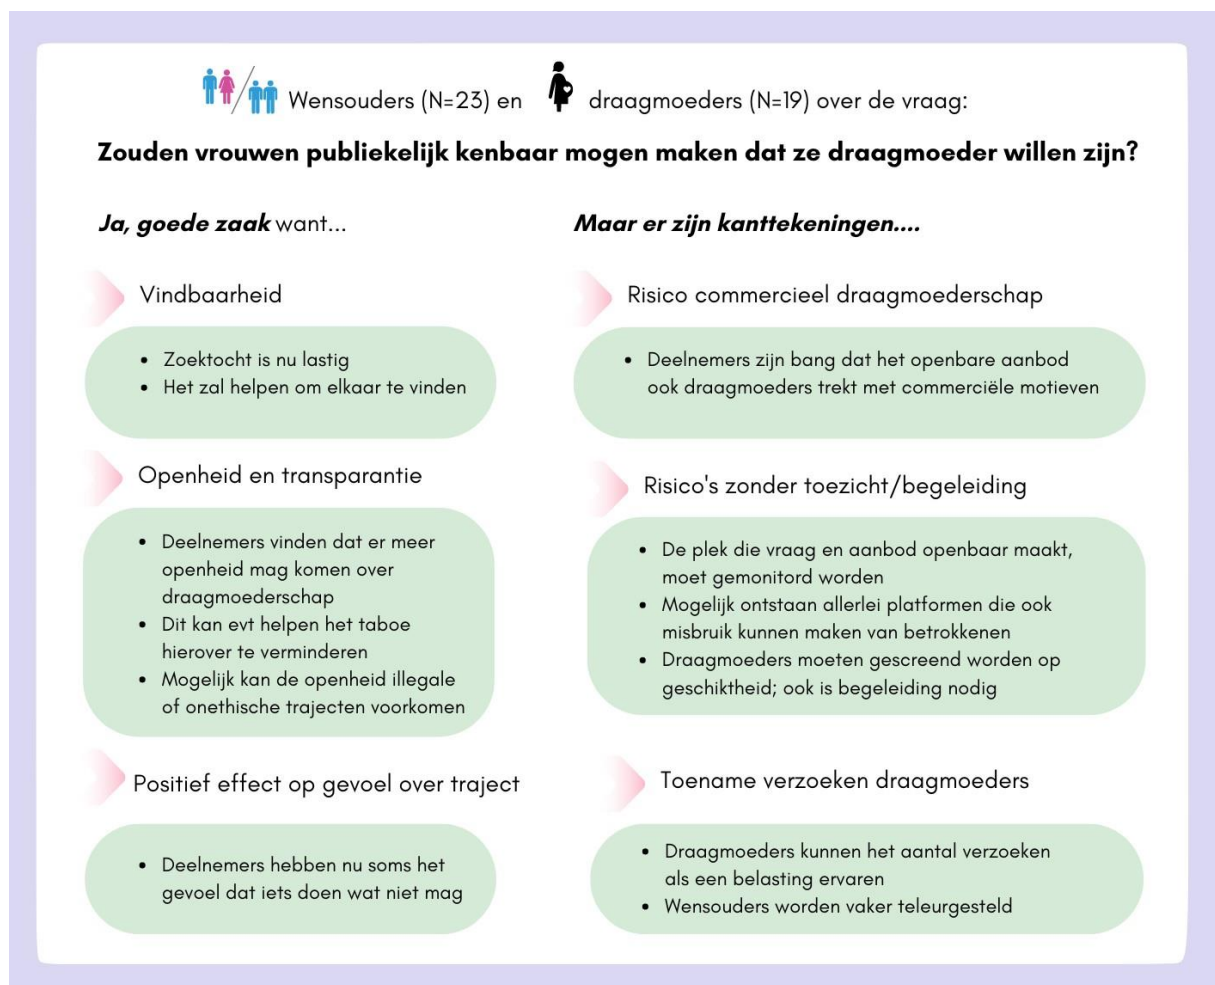 Wensouders (N=23) en draagmoeders (N=19) over de vraag:
Zouden vrouwen publiekelijk kenbaar mogen maken dat ze draagmoeder willen zijn?
Ja, goede zaak want...
Vindbaarheid
• Zoektocht is nu lastig
• Het zal helpen om elkaar te vinden
Openheid en transparantie
• Deelnemers vinden dat er meer
openheid mag komen over
draagmoederschap
• Dit kan evt helpen het taboe
hierover te verminderen
• Mogelijk kan de openheid illegale
of onethische trajecten voorkomen
Positief effect op gevoel over traject
• Deelnemers hebben nu soms het
gevoel dat iets doen wat niet mag
Maar er zijn kanttekeningen....
Risico commercieel draagmoederschap
• Deelnemers zijn bang dat het openbare aanbod
ook draagmoeders trekt met commerciële motieven
Risico's zonder toezicht/begeleiding
• De plek die vraag en aanbod openbaar maakt,
moet gemonitord worden
• Mogelijk ontstaan allerlei platformen die ook
misbruik kunnen maken van betrokkenen
• Draagmoeders moeten gescreend worden op
geschiktheid; ook is begeleiding nodig
Toename verzoeken draagmoeders
• Draagmoeders kunnen het aantal verzoeken
als een belasting ervaren
• Wensouders worden vaker teleurgesteld